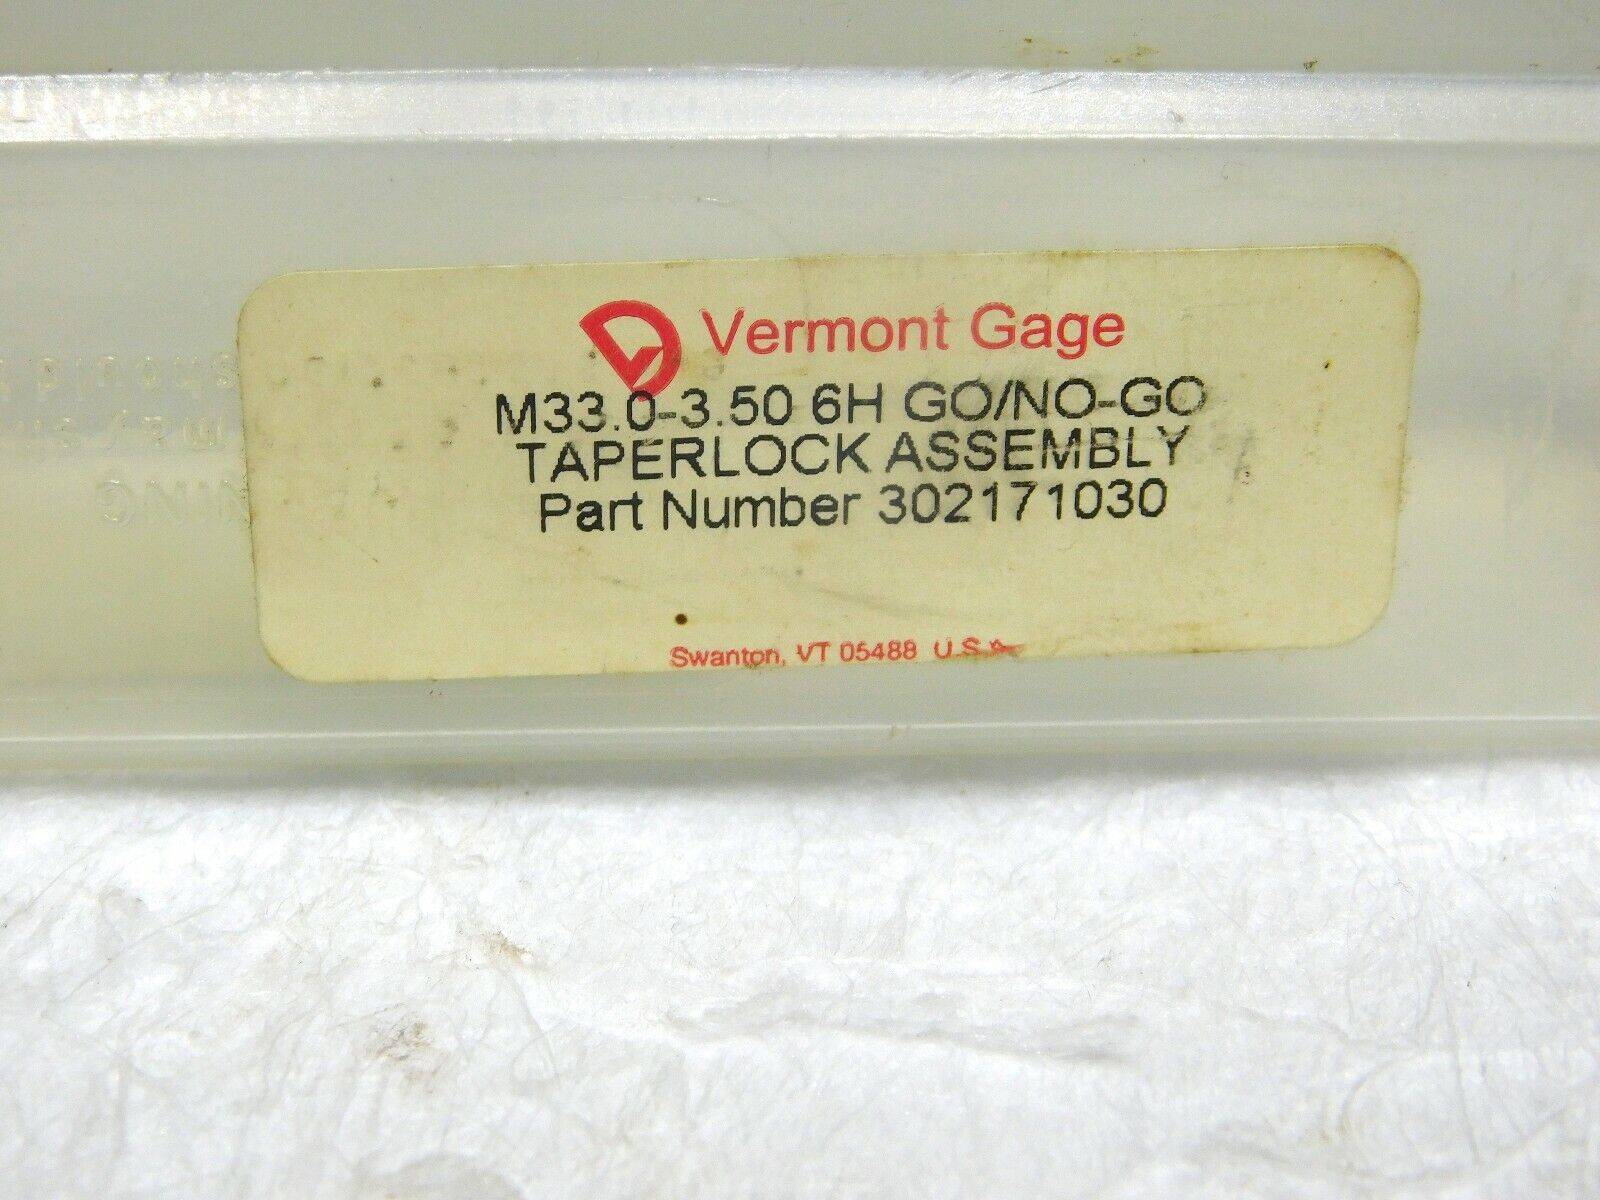 Vermont Gage
M33.0-3.50 6H GO/NO-GO
TAPERLOCK ASSEMBLY
Part Number 302171030
Swanton, VT 05488 U.S.A.